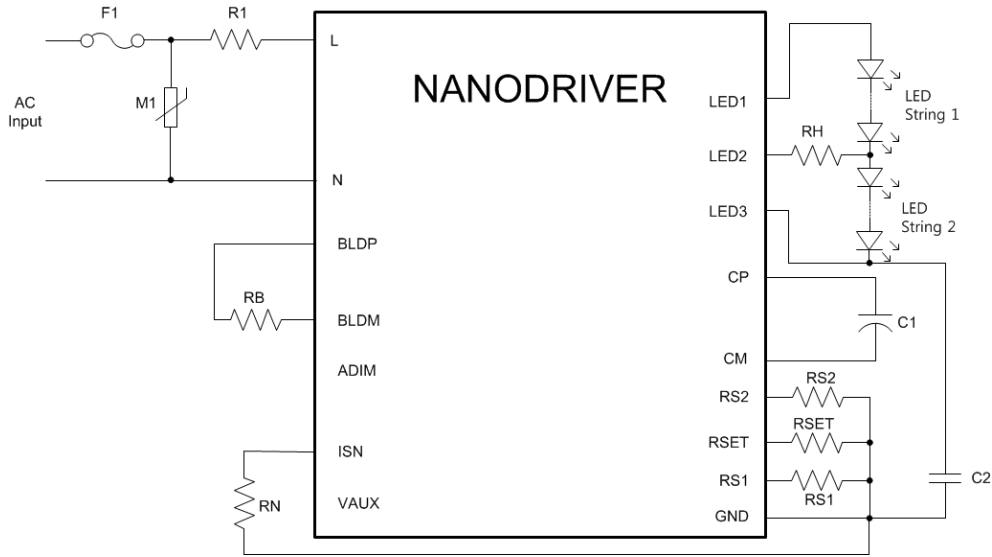 F1
R1
L
NANODRIVER
AC
Input
M1
LED1
LED
String 1
RH
LED2
N
LED3
LED
String 2
BLDP
CP
RB
BLDM
C1
CM
ADIM
RS2
RS2
RSET
RSET
ISN
RS1
RS1
C2
RN
VAUX
GND